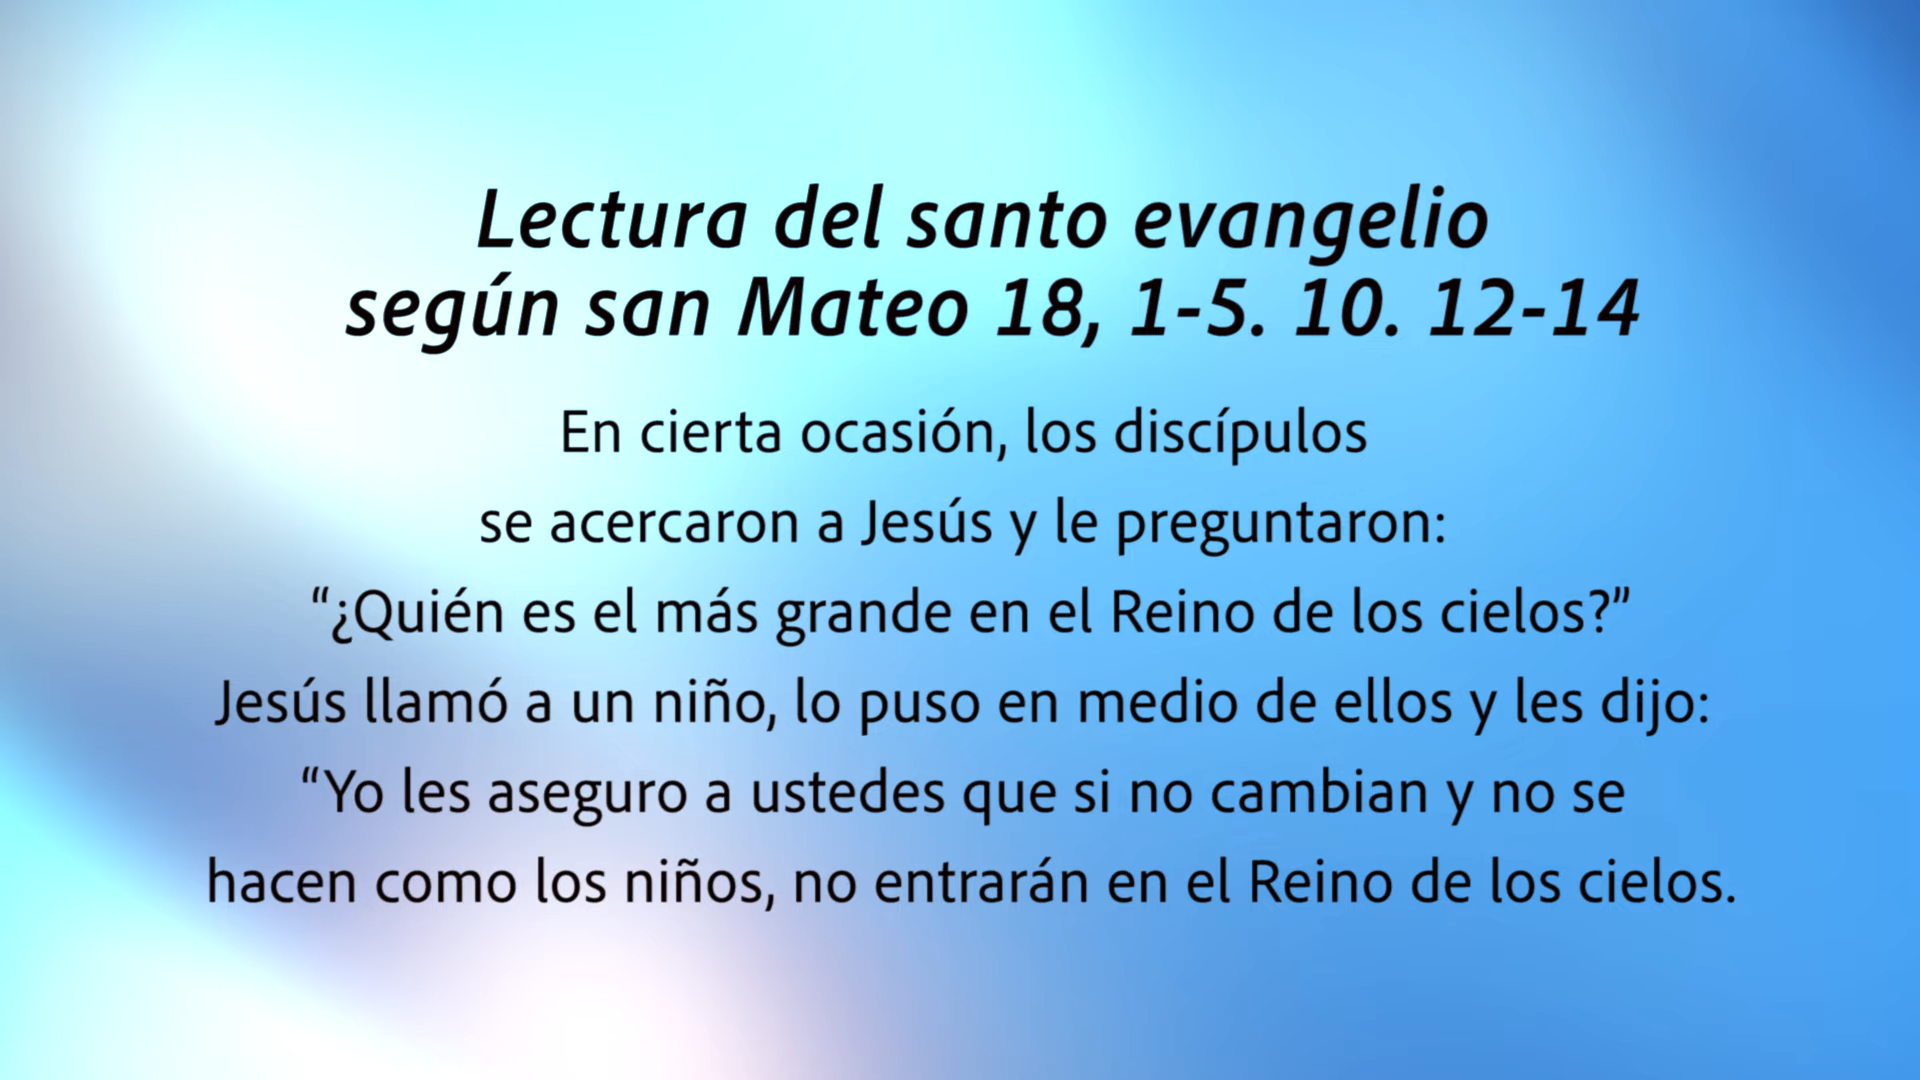 Lectura del santo evangelio
según san Mateo 18, 1-5. 10. 12-14
En cierta ocasión, los discípulos
se acercaron a Jesús y le preguntaron:
“¿Quién es el más grande en el Reino de los cielos?”
Jesús llamó a un niño, lo puso en medio de ellos y les dijo:
“Yo les aseguro a ustedes que si no cambian y no se
hacen como los niños, no entrarán en el Reino de los cielos.